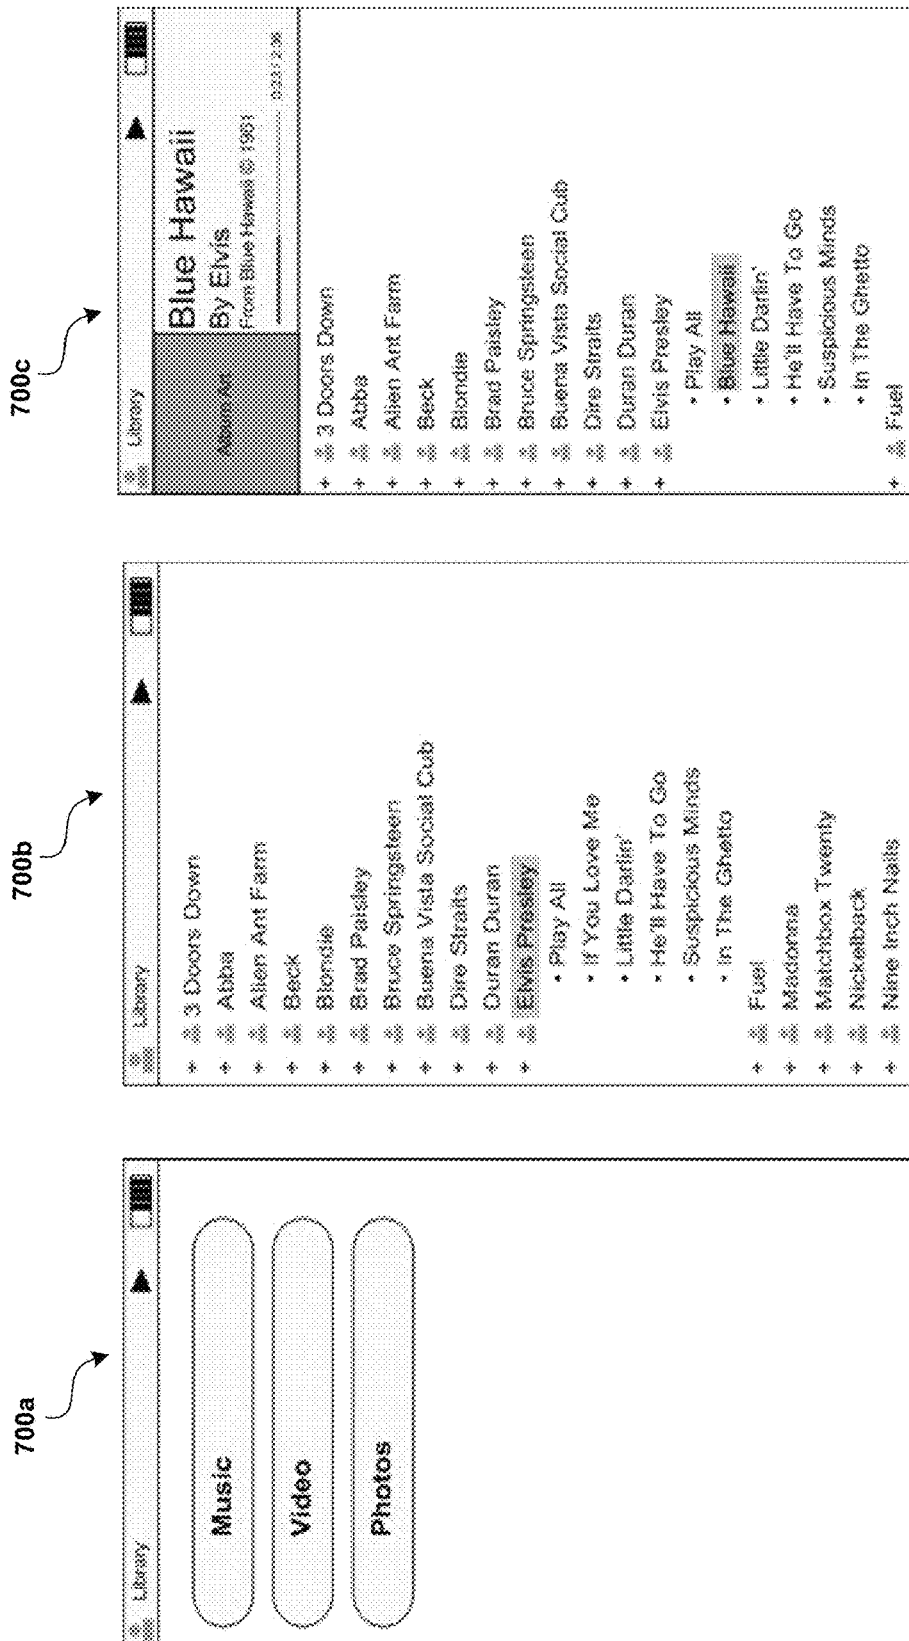 700a
Library
Music
Video
Photos
700b
Library
+ 3 Doors Down
+ Abba
+ Alien Ant Farm
+ Beck
+ Blondie
+ Brad Paisley
+ Bruce Springsteen
+ Buena Vista Social Cub
+ Dire Straits
+ Duran Duran
+ Elvis Presley
• Play All
• If You Love Me
• Little Darlin'
• He'll Have To Go
• Suspicious Minds
• In The Ghetto
+ Fuel
+ Madonna
+ Matchbox Twenty
+ Nickelback
+ Nine Inch Nails
700c
Library
Album Art
Blue Hawaii
By Elvis
From Blue Hawaii © 1961
+ 3 Doors Down
+ Abba
+ Alien Ant Farm
+ Beck
+ Blondie
+ Brad Paisley
+ Bruce Springsteen
+ Buena Vista Social Cub
+ Dire Straits
+ Duran Duran
+ Elvis Presley
• Play All
• Blue Hawaii
• Little Darlin'
• He'll Have To Go
• Suspicious Minds
• In The Ghetto
+ Fuel